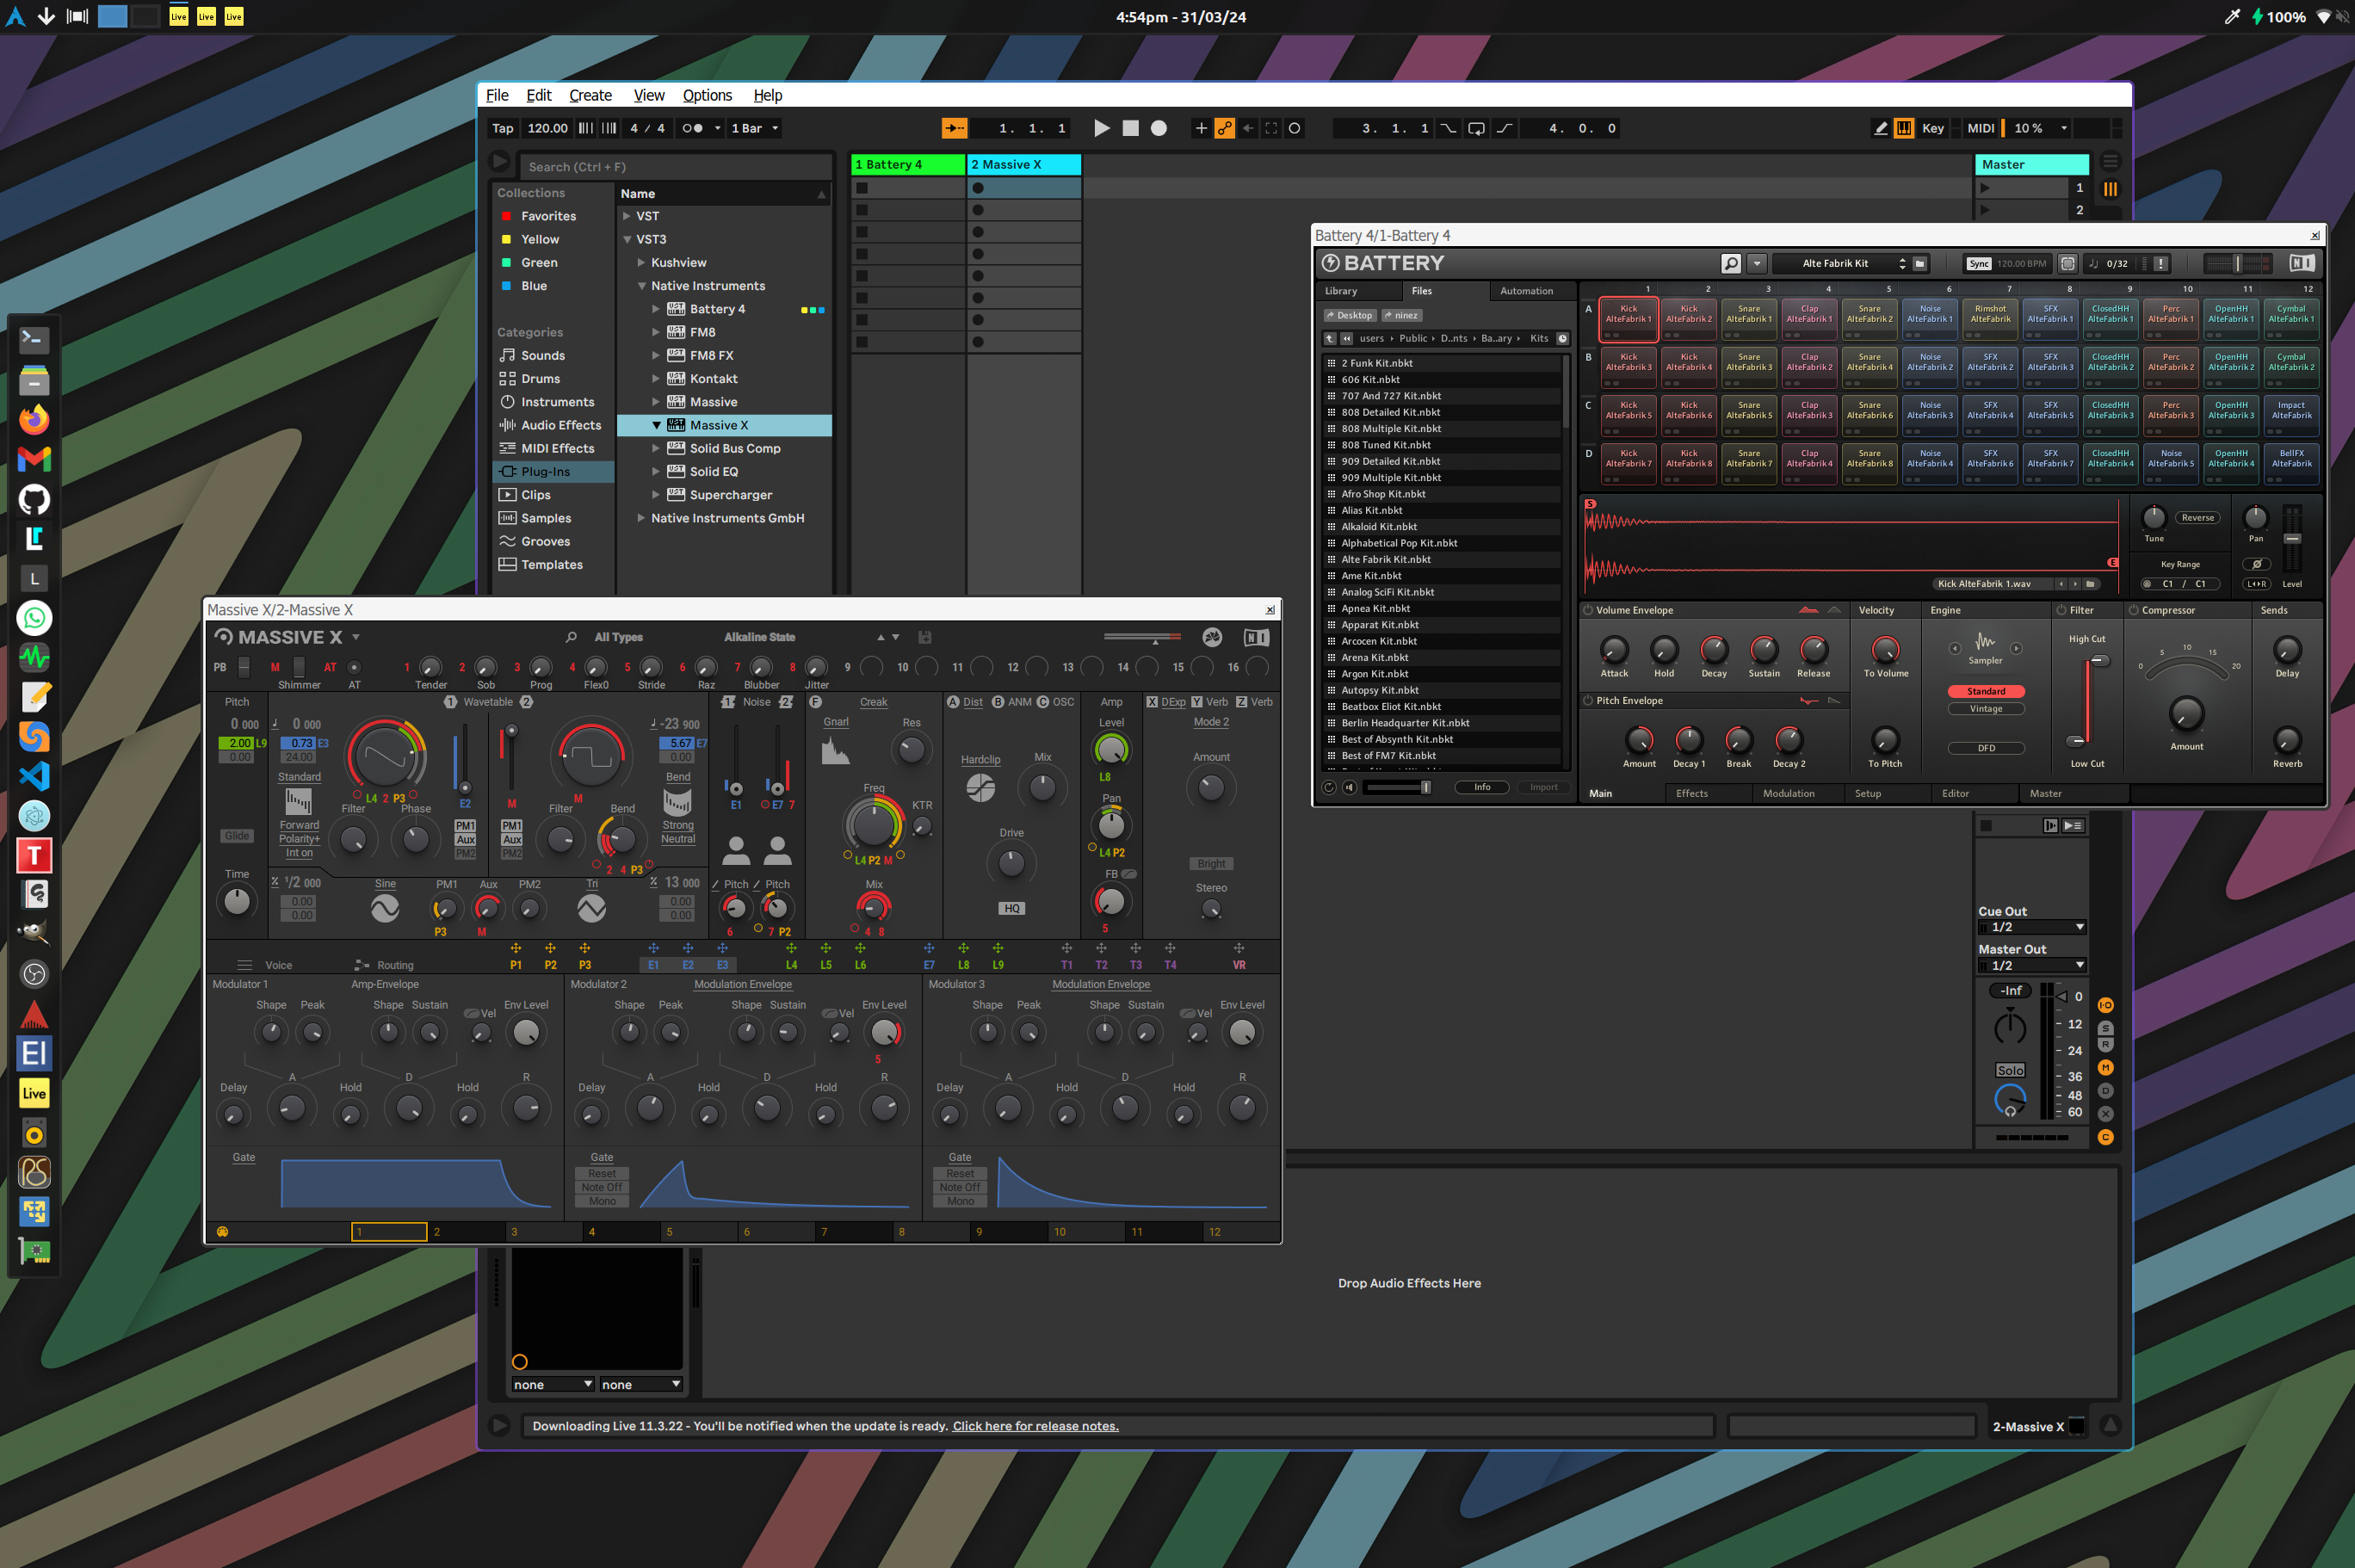 Live Live Live 4:54pm - 31/03/24 100%
File Edit Create View Options Help
Tap 120.00 4 / 4 1 Bar 1. 1. 1 3. 1. 1 4. 0. 0 Key MIDI 10 %
Search (Ctrl + F)
Collections
Favorites
Yellow
Green
Blue
Categories
Sounds
Drums
Instruments
Audio Effects
MIDI Effects
Plug-Ins
Clips
Samples
Grooves
Templates
Name
VST
VST3
Kushview
Native Instruments
Battery 4
FM8
FM8 FX
Kontakt
Massive
Massive X
Solid Bus Comp
Solid EQ
Supercharger
Native Instruments GmbH
1 Battery 4 2 Massive X Master
1
2
Battery 4/1-Battery 4
BATTERY Alte Fabrik Kit Sync 120.00 BPM 0/32
Library Files Automation
Desktop ninez
users Public D..nts Ba..ary Kits
2 Funk Kit.nbkt
606 Kit.nbkt
707 And 727 Kit.nbkt
808 Detailed Kit.nbkt
808 Multiple Kit.nbkt
808 Tuned Kit.nbkt
909 Detailed Kit.nbkt
909 Multiple Kit.nbkt
Afro Shop Kit.nbkt
Alias Kit.nbkt
Alkaloid Kit.nbkt
Alphabetical Pop Kit.nbkt
Alte Fabrik Kit.nbkt
Ame Kit.nbkt
Analog SciFi Kit.nbkt
Apnea Kit.nbkt
Apparat Kit.nbkt
Arcocen Kit.nbkt
Arena Kit.nbkt
Argon Kit.nbkt
Autopsy Kit.nbkt
Beatbox Eliot Kit.nbkt
Berlin Headquarter Kit.nbkt
Best of Absynth Kit.nbkt
Best of FM7 Kit.nbkt
Info Import
1 2 3 4 5 6 7 8 9 10 11 12
A Kick Kick Snare Clap Snare Noise Rimshot SFX ClosedHH Perc OpenHH Cymbal
AlteFabrik 1 AlteFabrik 2 AlteFabrik 1 AlteFabrik 1 AlteFabrik 2 AlteFabrik 1 AlteFabrik AlteFabrik 1 AlteFabrik 1 AlteFabrik 1 AlteFabrik 1 AlteFabrik 1
B Kick Kick Snare Clap Snare Noise SFX SFX ClosedHH Perc OpenHH Cymbal
AlteFabrik 3 AlteFabrik 4 AlteFabrik 3 AlteFabrik 2 AlteFabrik 4 AlteFabrik 2 AlteFabrik 2 AlteFabrik 3 AlteFabrik 2 AlteFabrik 2 AlteFabrik 2 AlteFabrik 2
C Kick Kick Snare Clap Snare Noise SFX SFX ClosedHH Perc OpenHH Impact
AlteFabrik 5 AlteFabrik 6 AlteFabrik 5 AlteFabrik 3 AlteFabrik 6 AlteFabrik 3 AlteFabrik 4 AlteFabrik 5 AlteFabrik 3 AlteFabrik 3 AlteFabrik 3 AlteFabrik
D Kick Kick Snare Clap Snare Noise SFX SFX ClosedHH Noise OpenHH BellFX
AlteFabrik 7 AlteFabrik 8 AlteFabrik 7 AlteFabrik 4 AlteFabrik 8 AlteFabrik 4 AlteFabrik 6 AlteFabrik 7 AlteFabrik 4 AlteFabrik 5 AlteFabrik 4 AlteFabrik
S E
Kick AlteFabrik 1.wav
Reverse
Tune Pan
Key Range
C1 / C1 L R Level
Volume Envelope Velocity Engine Filter Compressor Sends
Attack Hold Decay Sustain Release To Volume
Sampler
Standard
Vintage
DFD
High Cut
Low Cut
0 5 10 15 20
Amount
Delay
Reverb
Pitch Envelope
Amount Decay 1 Break Decay 2 To Pitch
Main Effects Modulation Setup Editor Master
Massive X/2-Massive X
MASSIVE X All Types Alkaline State
PB M AT 1 2 3 4 5 6 7 8 9 10 11 12 13 14 15 16
Shimmer AT Tender Sob Prog Flex0 Stride Raz Blubber Jitter
Pitch 1 Wavetable 2 1 Noise 2 F Creak A Dist B ANM C OSC Amp X DExp Y Verb Z Verb
0 000 0 000 -23 900 Gnarl Res Level Mode 2
2.00 L9 0.73 E3 5.67 E7
0.00 24.00 0.00
Standard Bend Hardclip Mix Amount
L4 2 P3 E2 M M E1 E7 7 Freq L8
Filter Phase Filter Bend KTR Pan
Forward PM1 PM1 Strong
Glide Polarity+ Aux Aux Neutral Drive
Int on PM2 PM2 L4 P2 M L4 P2
2 4 P3 Bright
Time 1/2 000 Sine PM1 Aux PM2 Tri 13 000 Pitch Pitch Mix FB Stereo
0.00 0.00
0.00 0.00 HQ
P3 M 6 7 P2 4 8 5
Voice Routing P1 P2 P3 E1 E2 E3 L4 L5 L6 E7 L8 L9 T1 T2 T3 T4 VR
Modulator 1 Amp-Envelope Modulator 2 Modulation Envelope Modulator 3 Modulation Envelope
Shape Peak Shape Sustain Vel Env Level Shape Peak Shape Sustain Vel Env Level Shape Peak Shape Sustain Vel Env Level
5
Delay A Hold D Hold R Delay A Hold D Hold R Delay A Hold D Hold R
Gate Gate Gate
Reset Reset
Note Off Note Off
Mono Mono
1 2 3 4 5 6 7 8 9 10 11 12
Cue Out
1/2
Master Out
1/2
-Inf
0
12
24
36
48
60
Solo
I·O
S
R
M
D
X
C
L
T
EI
Live
Drop Audio Effects Here
none none
Downloading Live 11.3.22 - You'll be notified when the update is ready. Click here for release notes.
2-Massive X